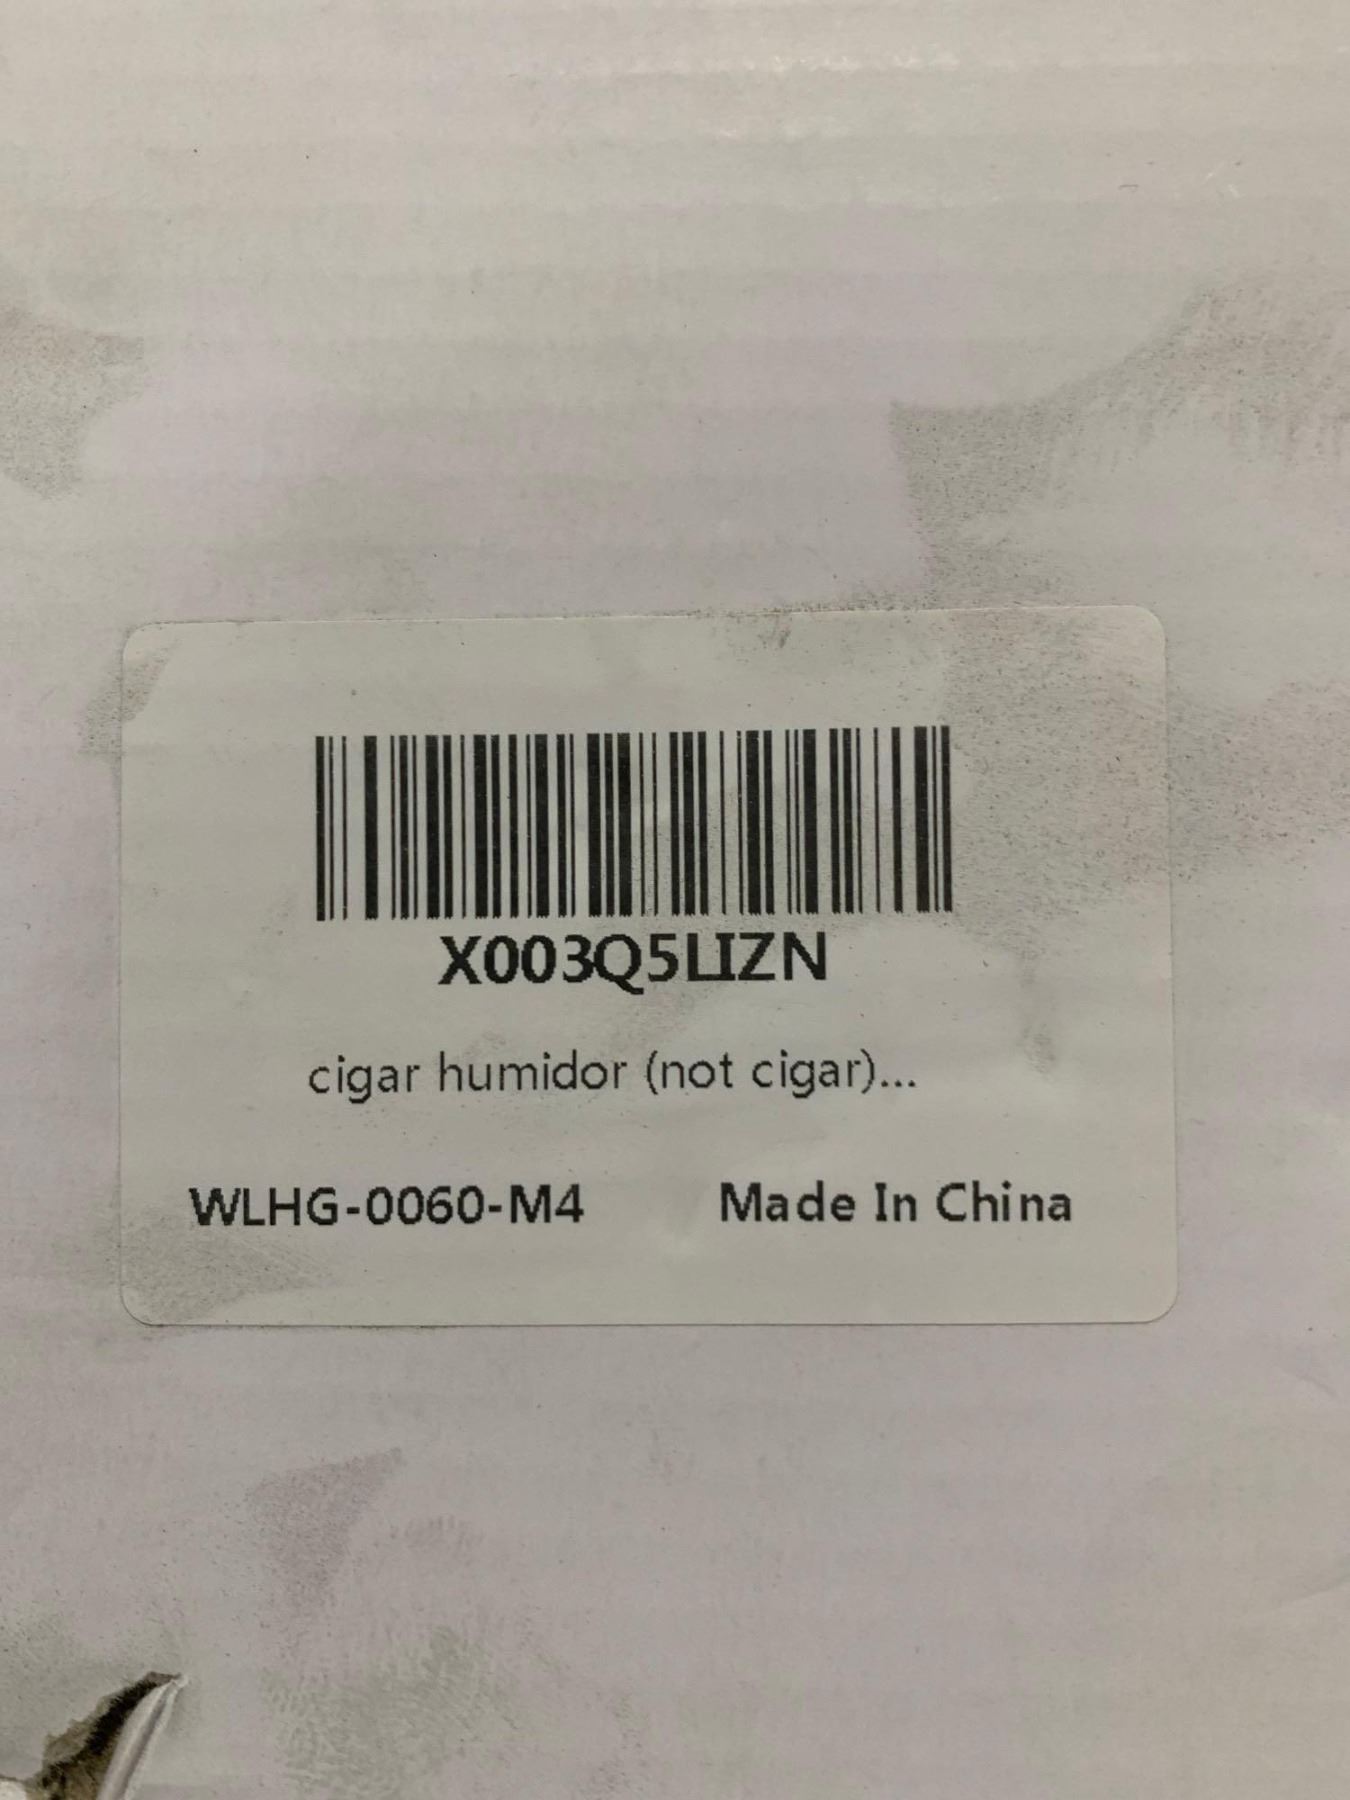 X003Q5LIZN
cigar humidor (not cigar)...
WLHG-0060-M4 Made In China